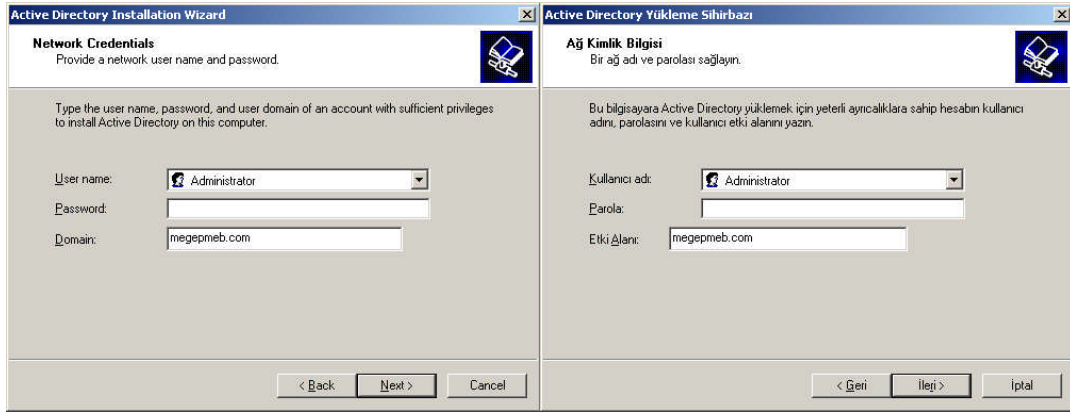 Active Directory Installation Wizard
Network Credentials
Provide a network user name and password.
Type the user name, password, and user domain of an account with sufficient privileges
to install Active Directory on this computer.
User name:
Administrator
Password:
Domain:
megepmeb.com
< Back
Next >
Cancel
Active Directory Yükleme Sihirbazı
Ağ Kimlik Bilgisi
Bir ağ adı ve parolası sağlayın.
Bu bilgisayara Active Directory yüklemek için yeterli ayrıcalıklara sahip hesabın kullanıcı
adını, parolasını ve kullanıcı etki alanını yazın.
Kullanıcı adı:
Administrator
Parola:
Etki Alanı:
megepmeb.com
< Geri
İleri >
İptal